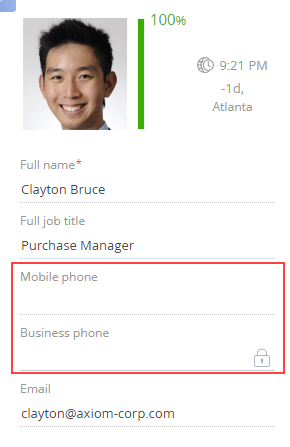 100%
9:21 PM
-1d,
Atlanta
Full name*
Clayton Bruce
Full job title
Purchase Manager
Mobile phone
Business phone
Email
clayton@axiom-corp.com